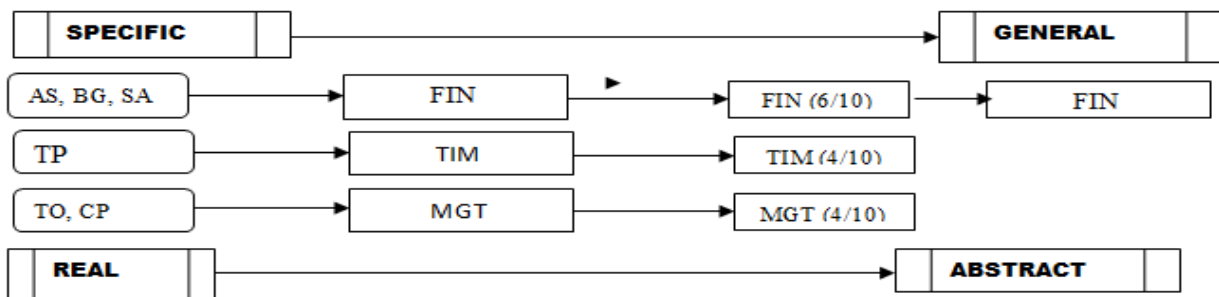 SPECIFIC GENERAL
AS, BG, SA FIN FIN (6/10) FIN
TP TIM TIM (4/10)
TO, CP MGT MGT (4/10)
REAL ABSTRACT